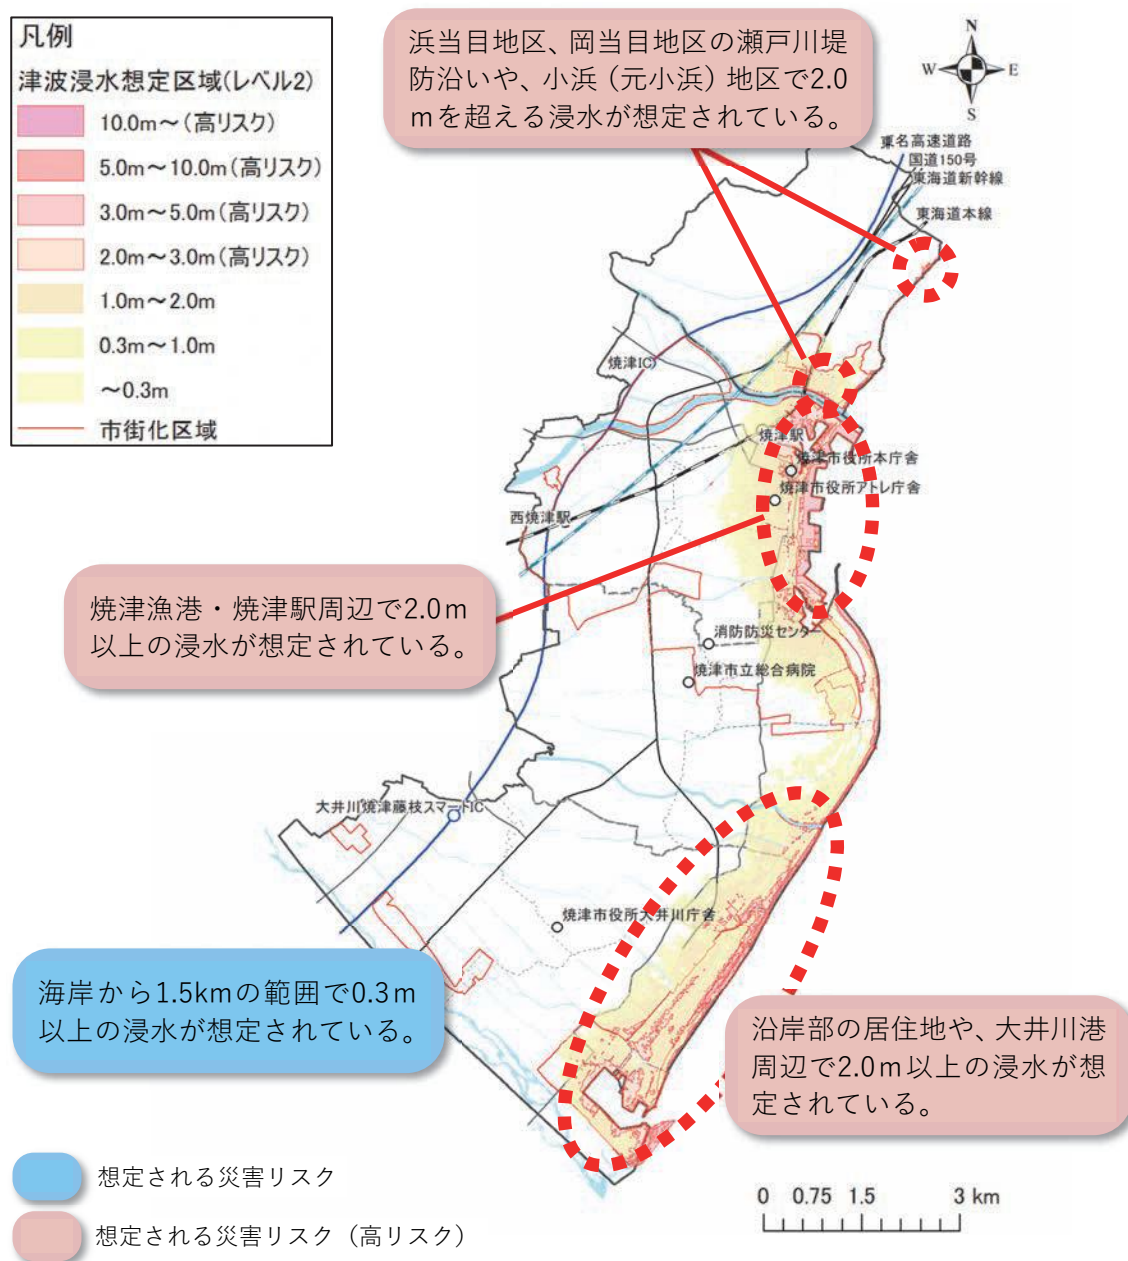 凡例
津波浸水想定区域(レベル2)
10.0m～(高リスク)
5.0m～10.0m(高リスク)
3.0m～5.0m(高リスク)
2.0m～3.0m(高リスク)
1.0m～2.0m
0.3m～1.0m
～0.3m
市街化区域
浜当目地区、岡当目地区の瀬戸川堤
防沿いや、小浜（元小浜）地区で2.0
mを超える浸水が想定されている。
N
W
E
S
東名高速道路
国道150号
東海道新幹線
東海道本線
焼津IC
焼津駅
焼津市役所本庁舎
焼津市役所アトレ庁舎
西焼津駅
焼津漁港・焼津駅周辺で2.0m
以上の浸水が想定されている。
消防防災センター
焼津市立総合病院
大井川焼津藤枝スマートIC
焼津市役所大井川庁舎
海岸から1.5kmの範囲で0.3m
以上の浸水が想定されている。
沿岸部の居住地や、大井川港
周辺で2.0m以上の浸水が想
定されている。
想定される災害リスク
想定される災害リスク（高リスク）
0 0.75 1.5 3 km